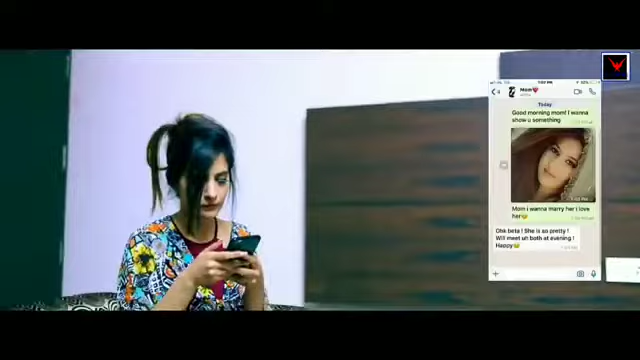 Mom
Today
Good morning mom! I wanna
show u something
Mom i wanna marry her i love
her
Ohk beta ! She is so pretty !
Will meet uh both at evening !
Happy